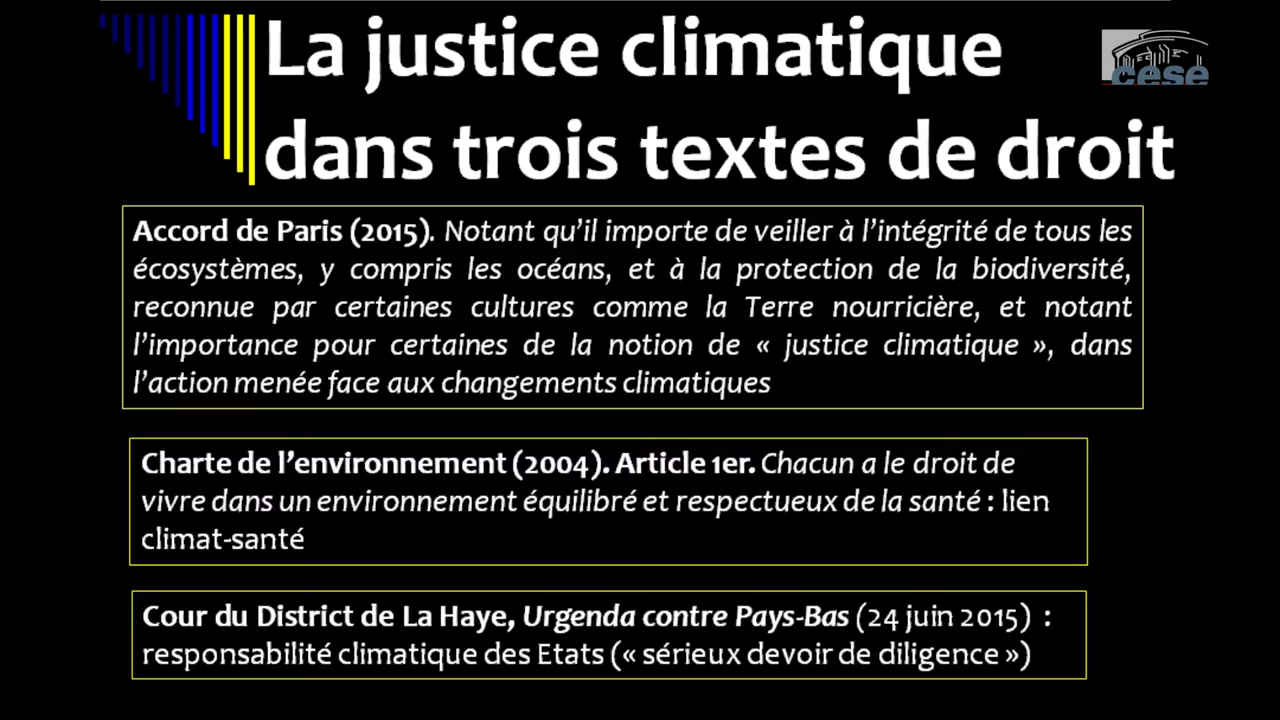 La justice climatique
dans trois textes de droit
cese
Accord de Paris (2015). Notant qu'il importe de veiller à l'intégrité de tous les
écosystèmes, y compris les océans, et à la protection de la biodiversité,
reconnue par certaines cultures comme la Terre nourricière, et notant
l'importance pour certaines de la notion de « justice climatique », dans
l'action menée face aux changements climatiques
Charte de l'environnement (2004). Article 1er. Chacun a le droit de
vivre dans un environnement équilibré et respectueux de la santé : lien
climat-santé
Cour du District de La Haye, Urgenda contre Pays-Bas (24 juin 2015) :
responsabilité climatique des Etats (« sérieux devoir de diligence »)